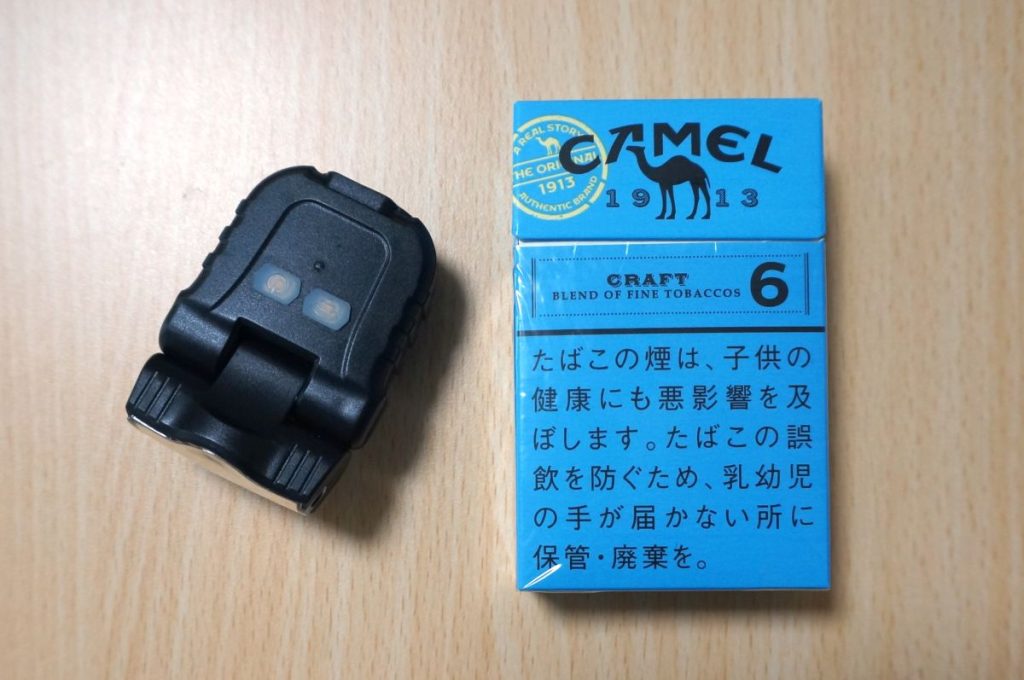 A REAL STORY
THE ORIGINAL
1913
AUTHENTIC BRAND
CAMEL
1913
CRAFT
BLEND OF FINE TOBACCOS 6
たばこの煙は、子供の
健康にも悪影響を及
ぼします。たばこの誤
飲を防ぐため、乳幼児
の手が届かない所に
保管・廃棄を。